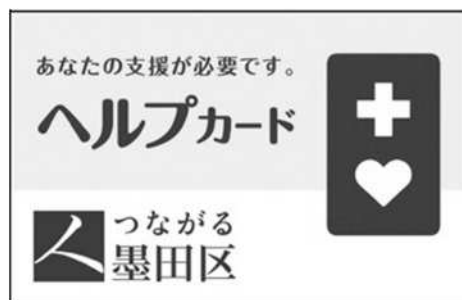 あなたの支援が必要です。
ヘルプカード
つながる
墨田区